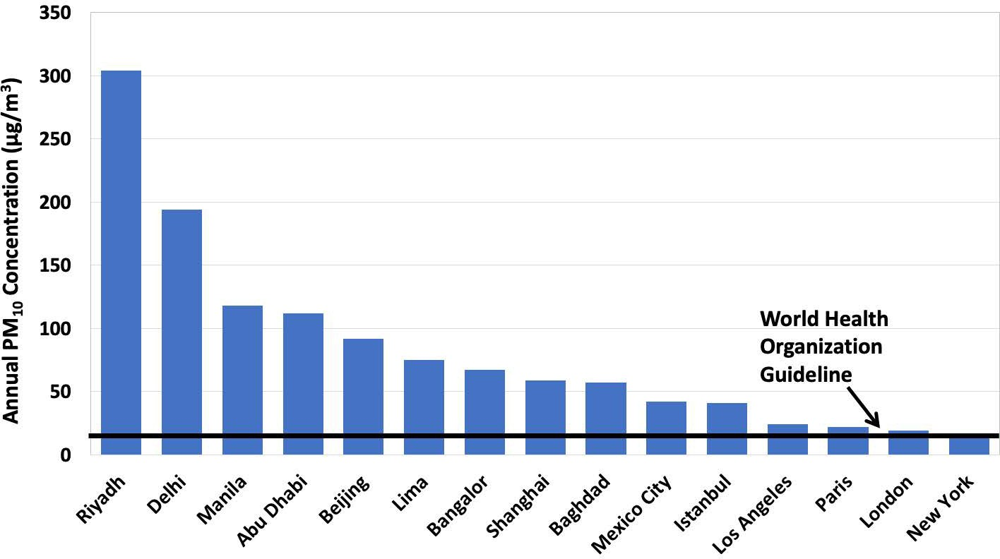 350
300
250
200
150
100
50
0
Annual PM₁₀ Concentration (µg/m³)
World Health
Organization
Guideline
Riyadh
Delhi
Manila
Abu Dhabi
Beijing
Lima
Bangalor
Shanghai
Baghdad
Mexico City
Istanbul
Los Angeles
Paris
London
New York